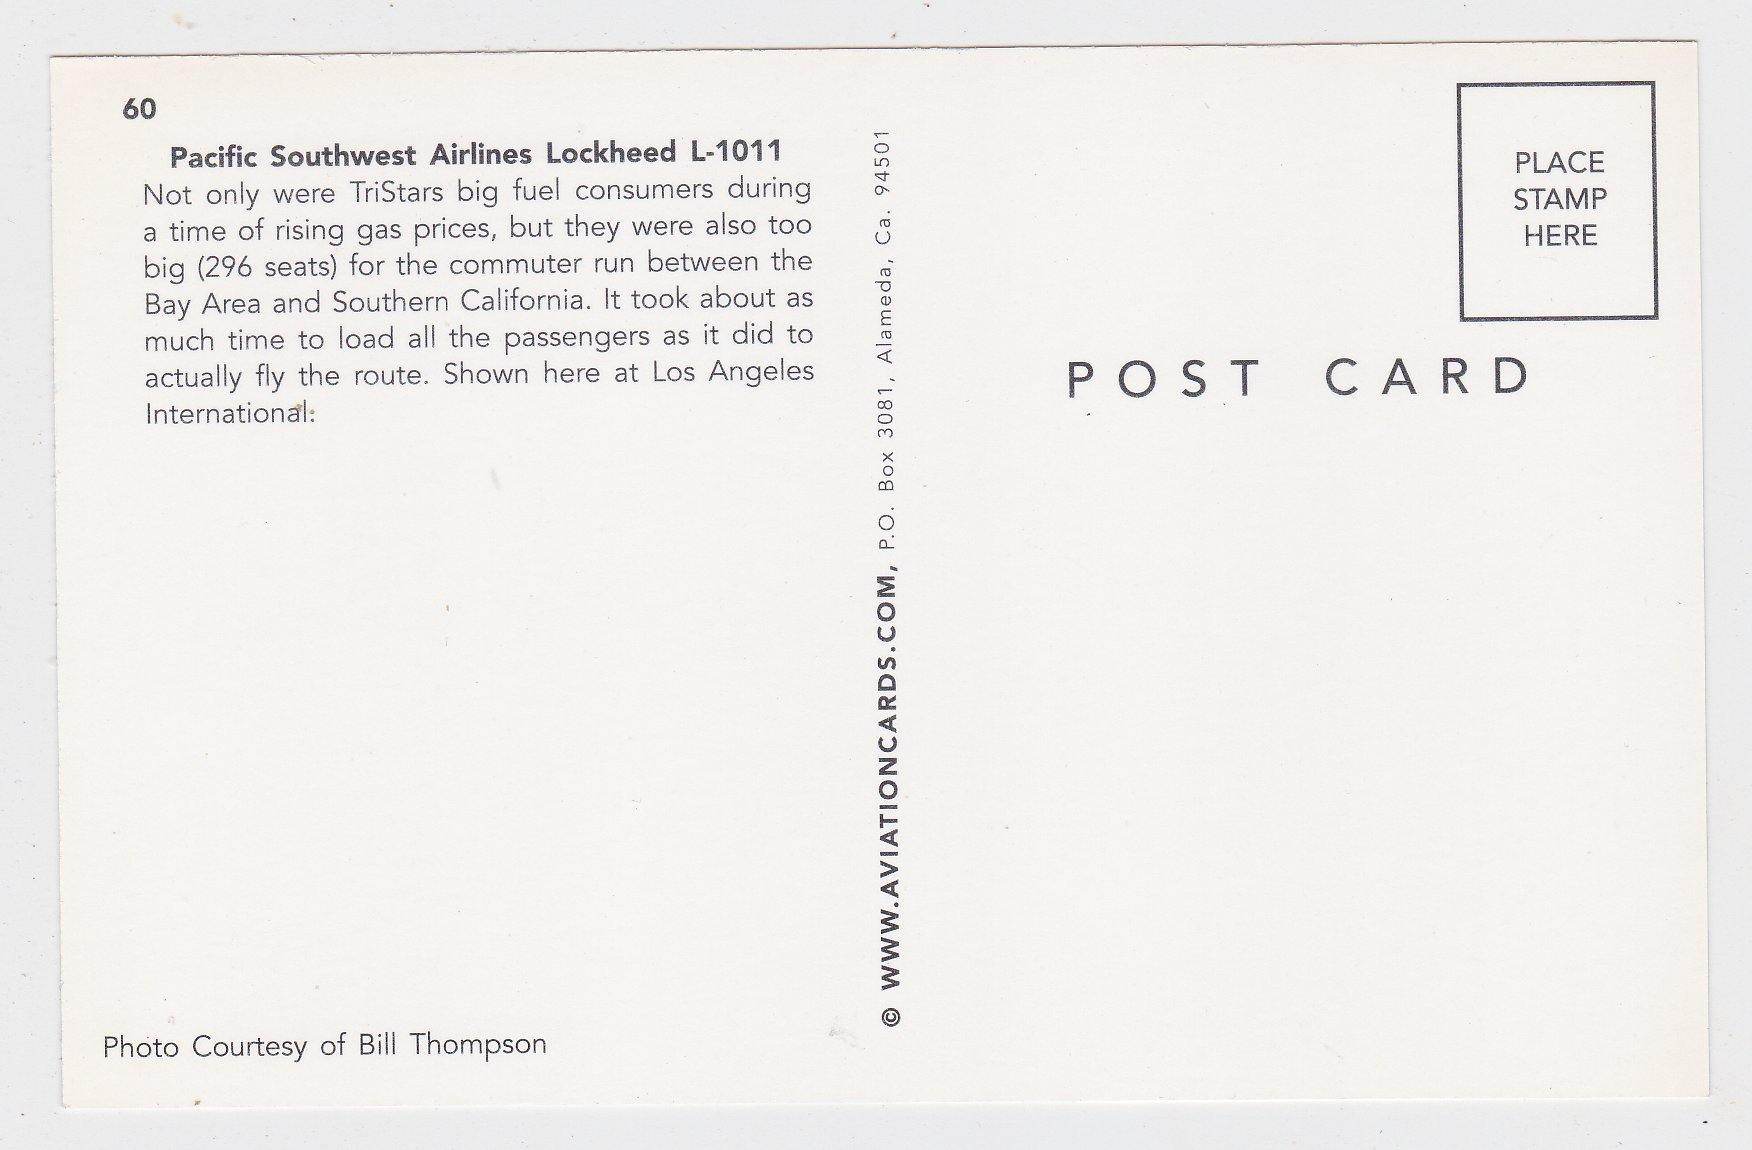 60
Pacific Southwest Airlines Lockheed L-1011
Not only were TriStars big fuel consumers during
a time of rising gas prices, but they were also too
big (296 seats) for the commuter run between the
Bay Area and Southern California. It took about as
much time to load all the passengers as it did to
actually fly the route. Shown here at Los Angeles
International.
Photo Courtesy of Bill Thompson
© WWW.AVIATIONCARDS.COM, P.O. Box 3081, Alameda, Ca. 94501
PLACE
STAMP
HERE
POST CARD